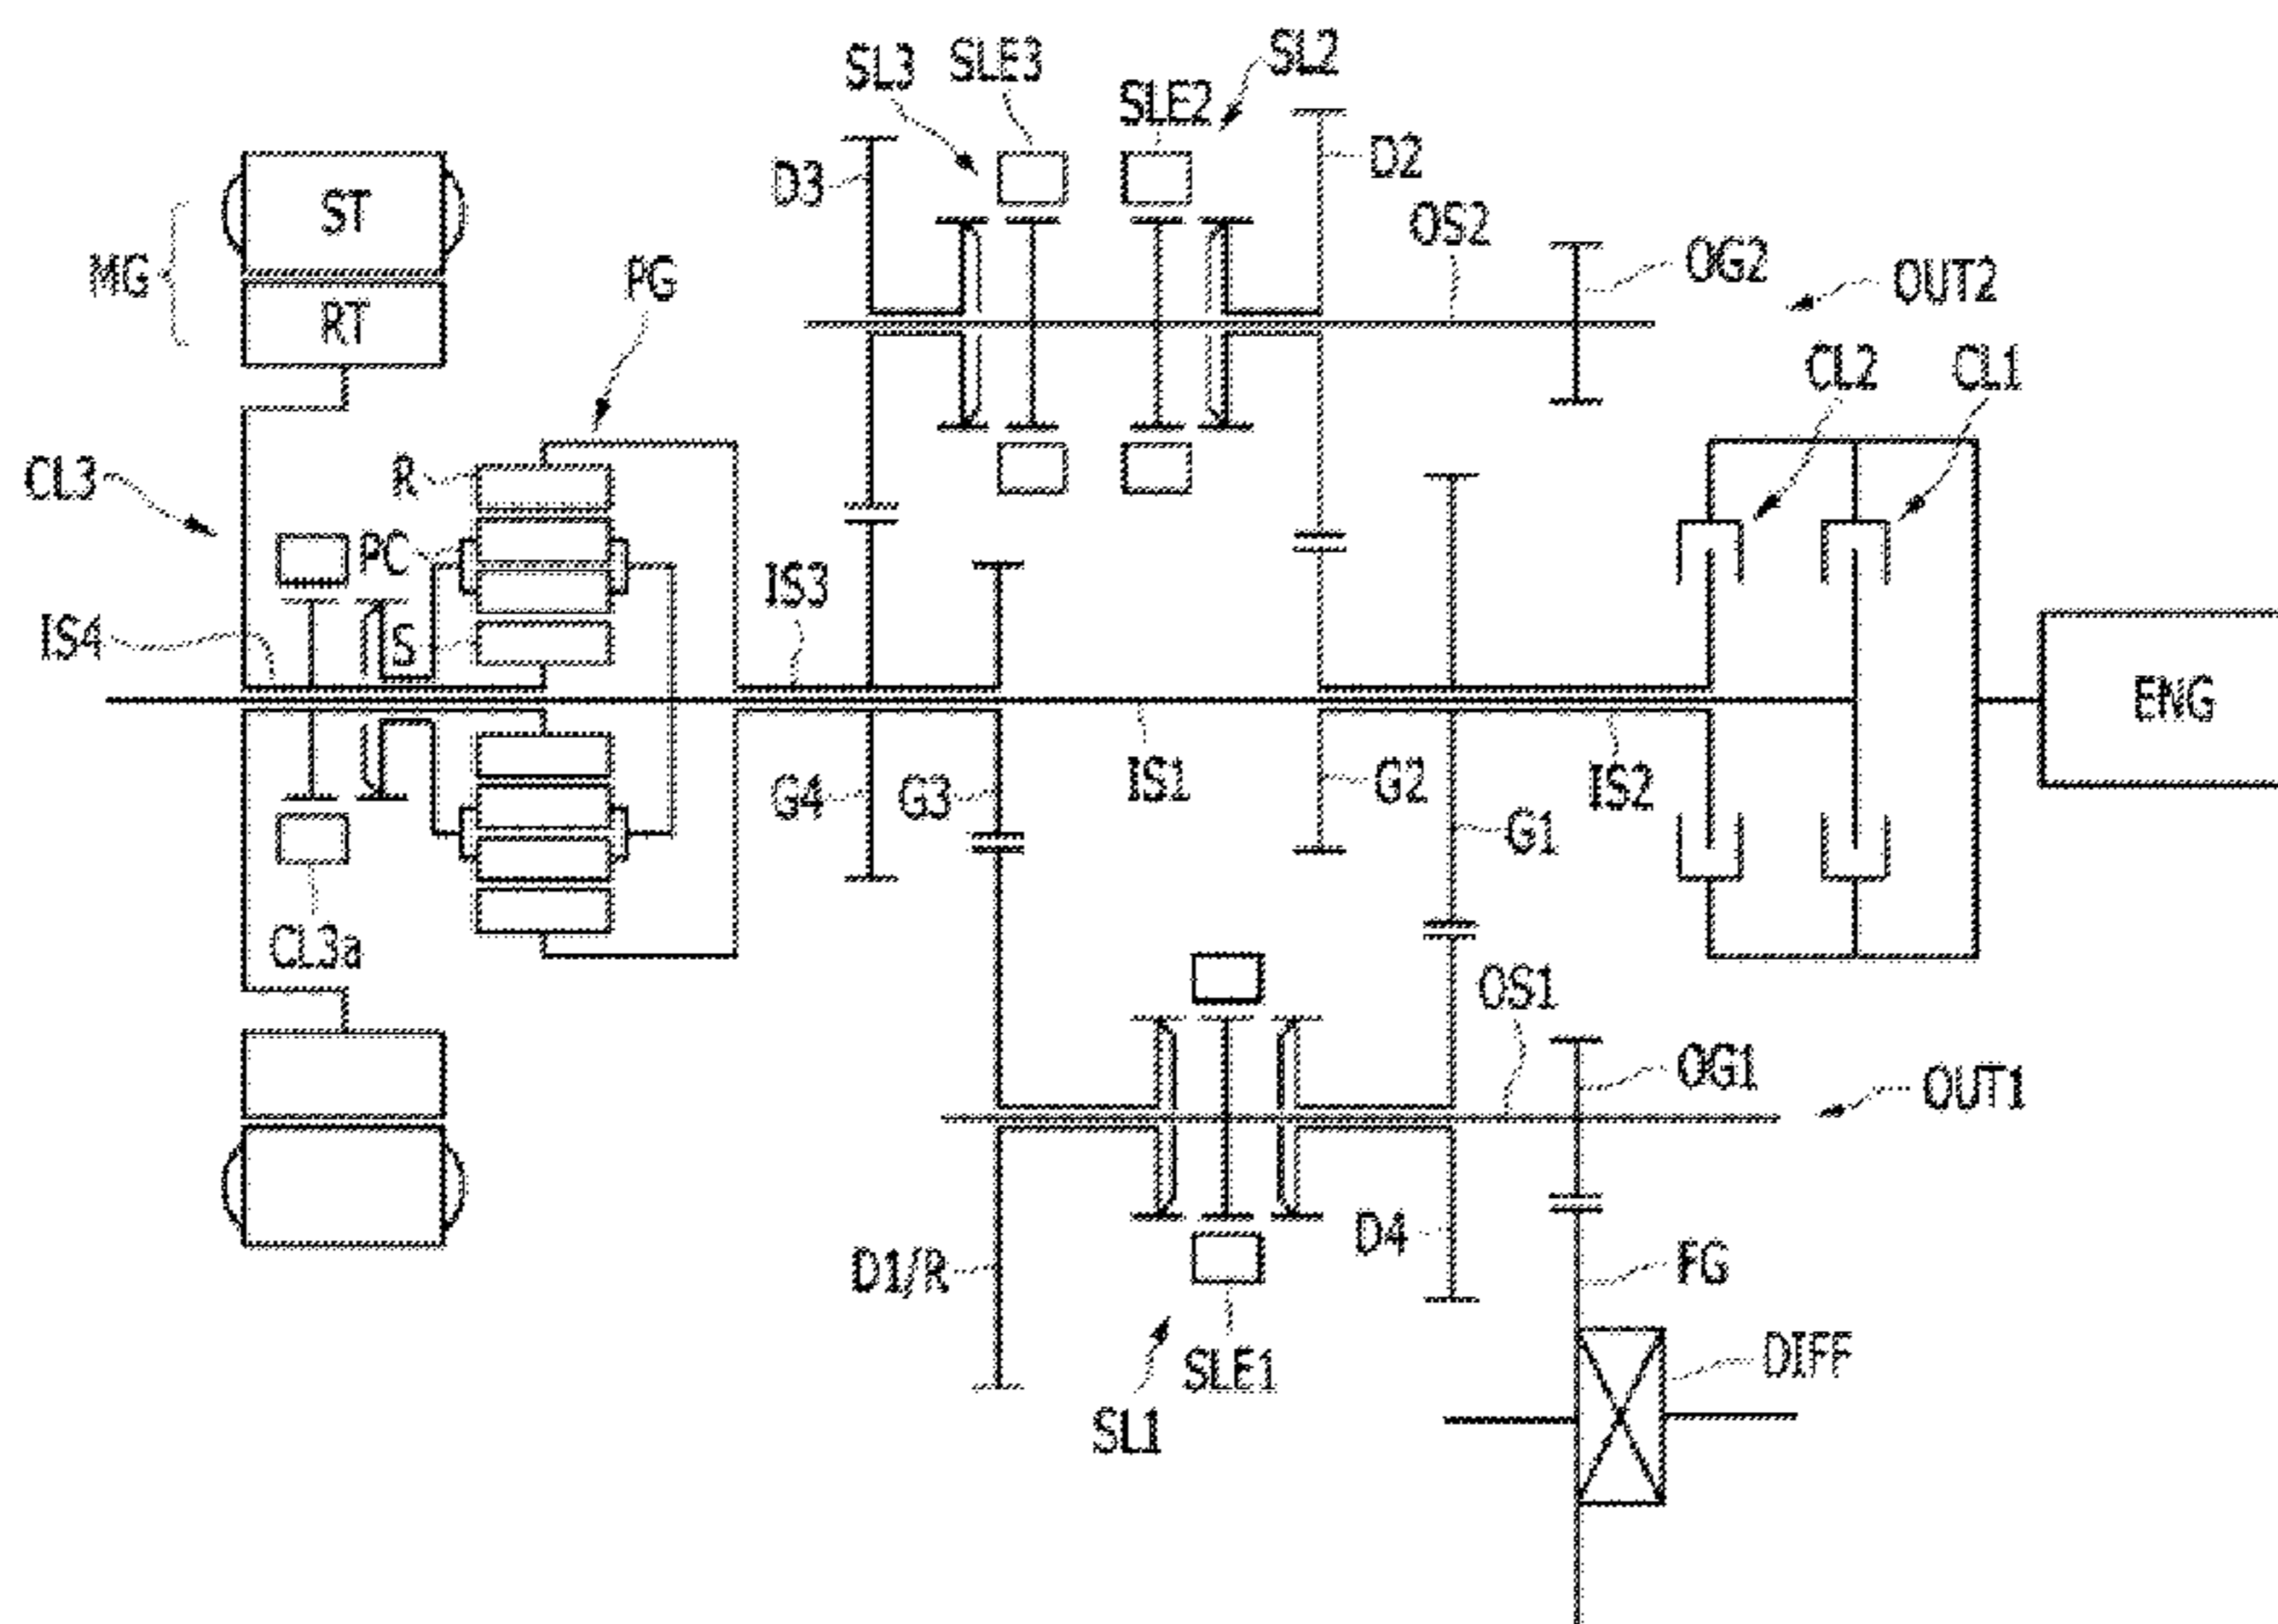 SL3
SLE3
SL2
SLE2
D3
D2
ST
MG
RT
PG
OS2
OG2
OUT2
CL2
CL1
CL3
R
PC
IS3
IS4
S
ENG
G4
G3
IS1
G2
IS2
G1
CL3a
OS1
OG1
OUT1
D1/R
D4
FG
SLE1
SL1
DIFF